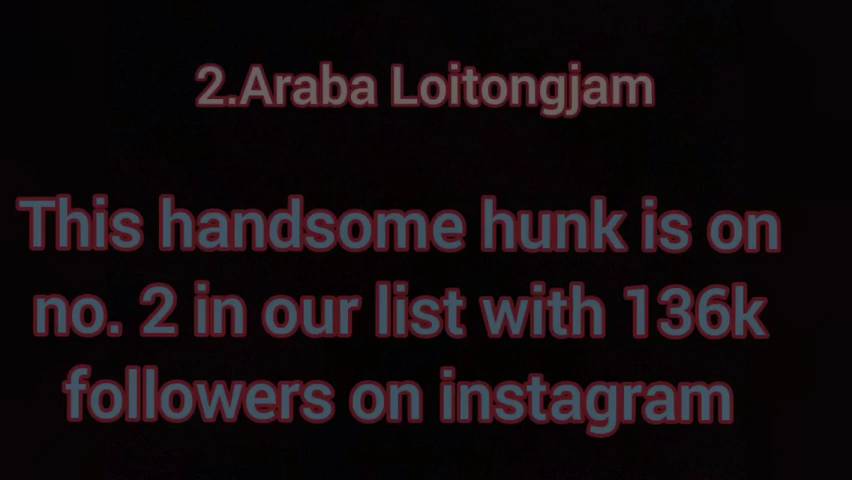 2.Araba Loitongjam
This handsome hunk is on
no. 2 in our list with 136k
followers on instagram